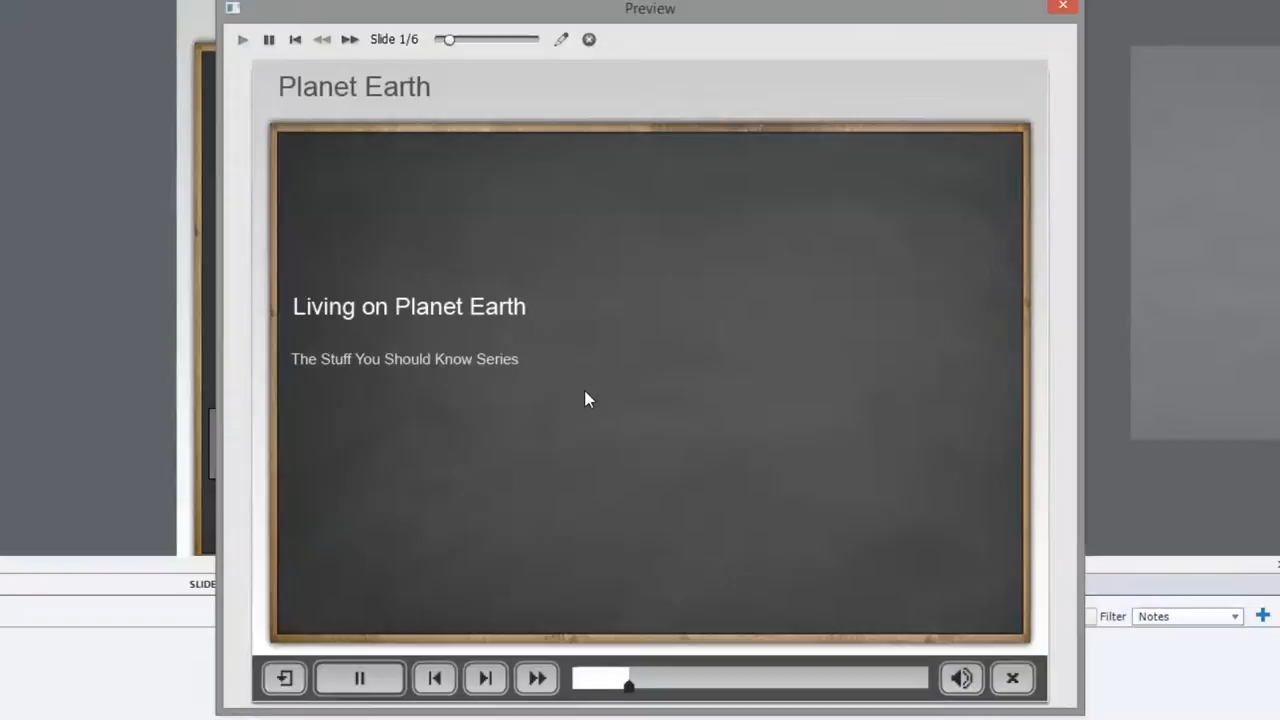 Preview
Slide 1/6
Planet Earth
Living on Planet Earth
The Stuff You Should Know Series
SLIDE
Filter
Notes